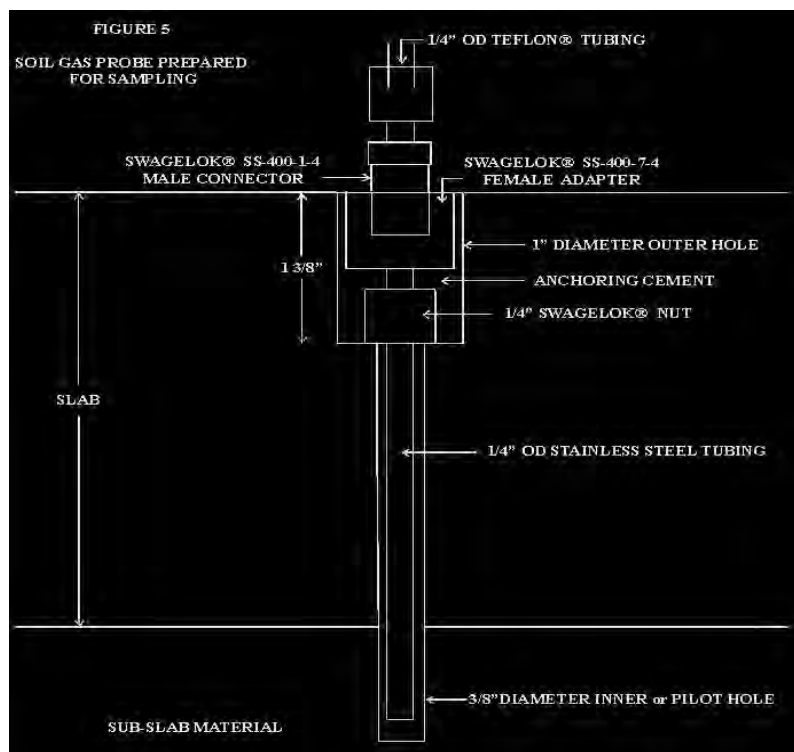 FIGURE 5
SOIL GAS PROBE PREPARED
FOR SAMPLING
1/4” OD TEFLON® TUBING
SWAGELOK® SS-400-1-4
MALE CONNECTOR
SWAGELOK® SS-400-7-4
FEMALE ADAPTER
1” DIAMETER OUTER HOLE
1 3/8”
ANCHORING CEMENT
1/4” SWAGELOK® NUT
SLAB
1/4” OD STAINLESS STEEL TUBING
3/8” DIAMETER INNER or PILOT HOLE
SUB-SLAB MATERIAL